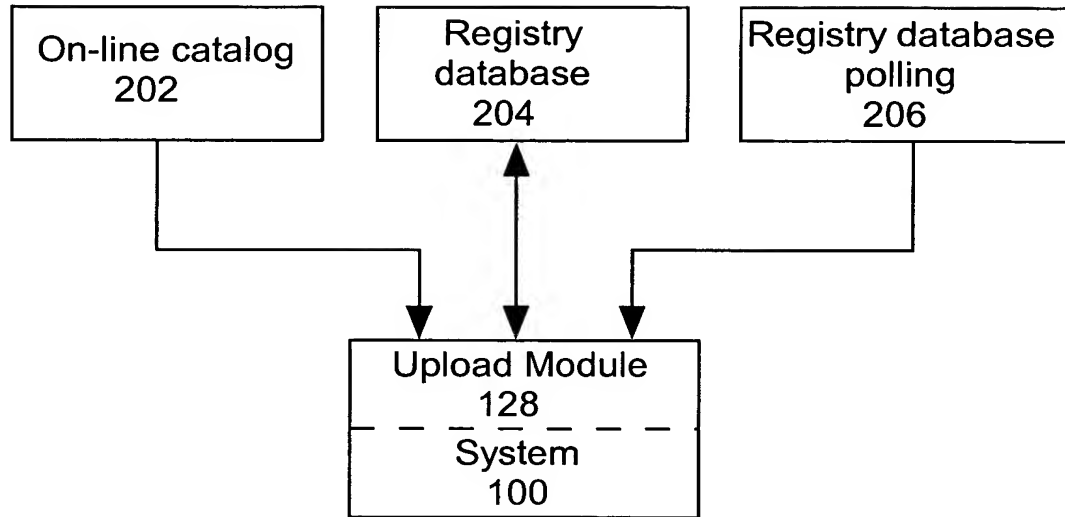 On-line catalog
202
Registry
database
204
Registry database
polling
206
Upload Module
128
System
100